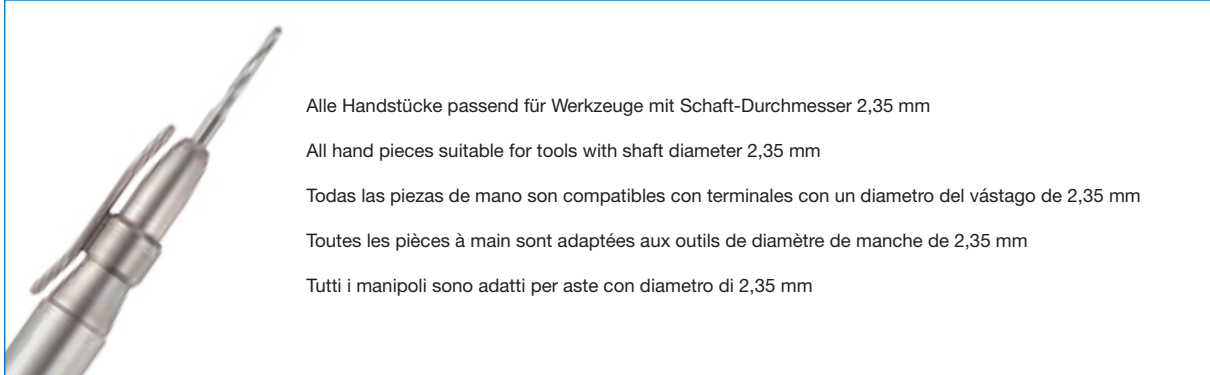 Alle Handstücke passend für Werkzeuge mit Schaft-Durchmesser 2,35 mm
All hand pieces suitable for tools with shaft diameter 2,35 mm
Todas las piezas de mano son compatibles con terminales con un diametro del vástago de 2,35 mm
Toutes les pièces à main sont adaptées aux outils de diamètre de manche de 2,35 mm
Tutti i manipoli sono adatti per aste con diametro di 2,35 mm